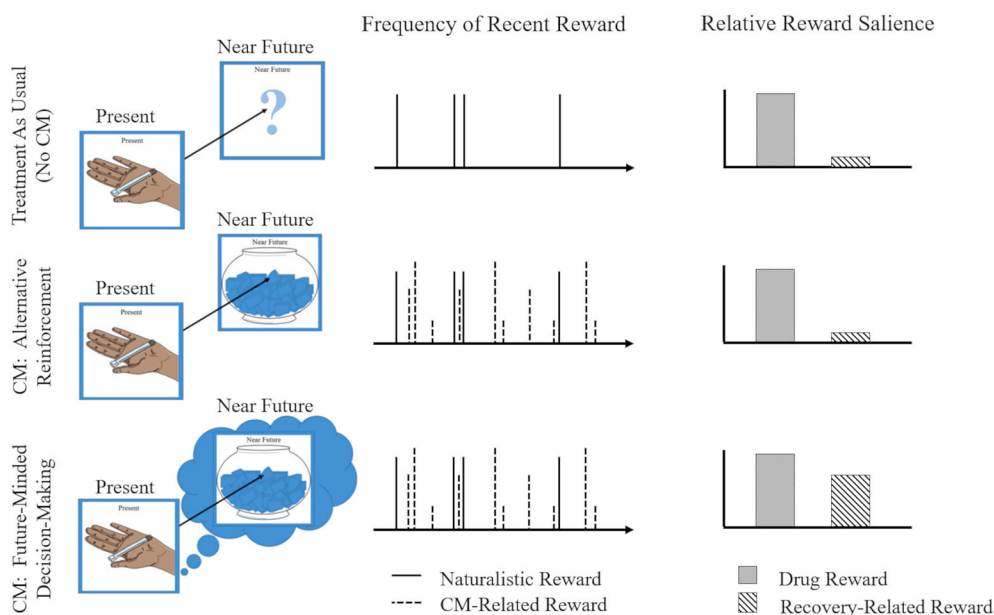 Frequency of Recent Reward
Relative Reward Salience
Treatment As Usual
(No CM)
Present
Present
Near Future
Near Future
?
CM: Alternative
Reinforcement
Present
Present
Near Future
Near Future
CM: Future-Minded
Decision-Making
Present
Present
Near Future
Near Future
Naturalistic Reward
CM-Related Reward
Drug Reward
Recovery-Related Reward